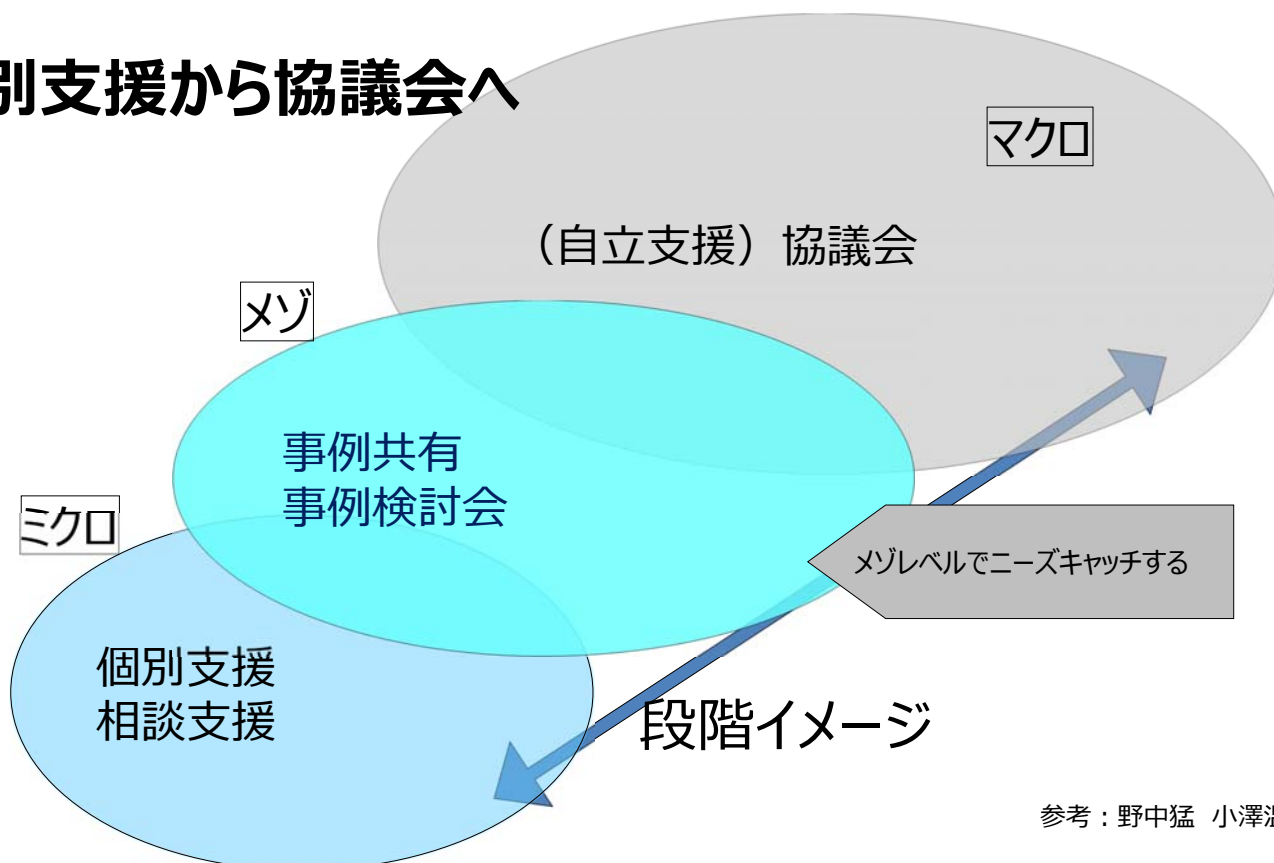 別支援から協議会へ
マクロ
（自立支援）協議会
メゾ
事例共有
事例検討会
ミクロ
メゾレベルでニーズキャッチする
個別支援
相談支援
段階イメージ
参考：野中猛 小澤温